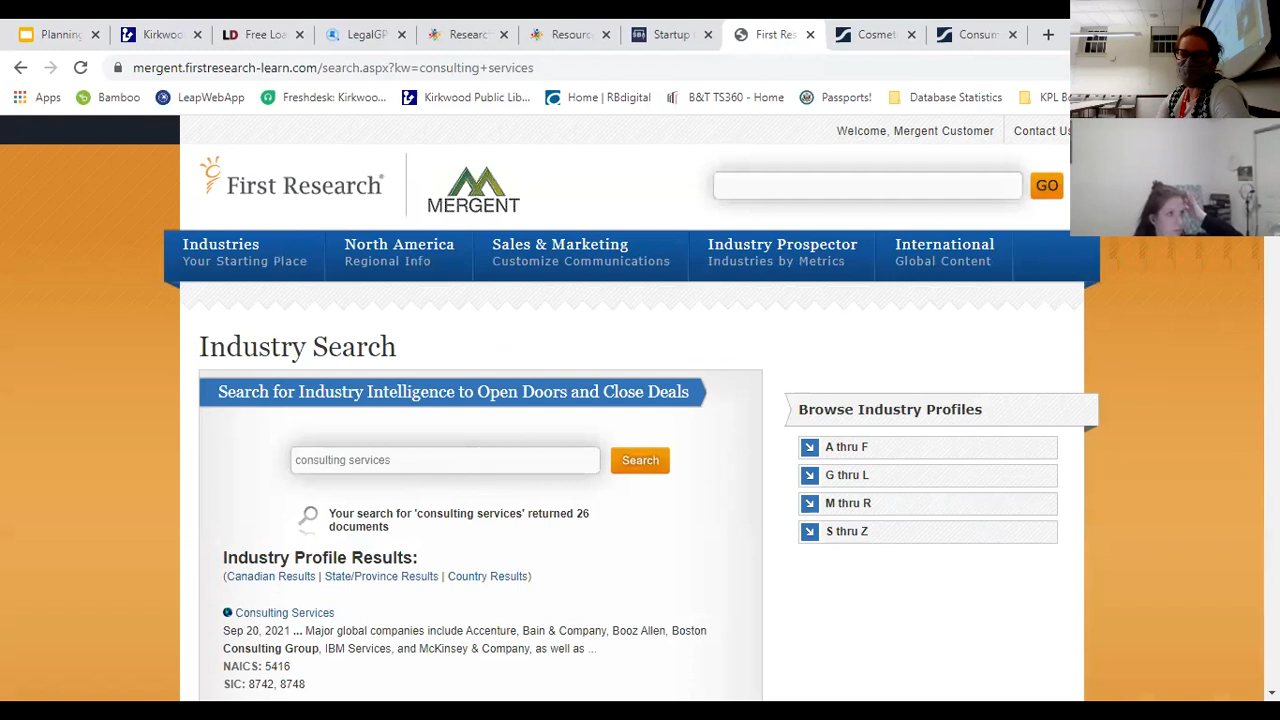 Planning
Kirkwoo
Free Loa
LegalGP
Researc
Resourc
SBA
Startup
First Res
Cosmet
Consum
mergent.firstresearch-learn.com/search.aspx?kw=consulting+services
Apps
Bamboo
LeapWebApp
Freshdesk: Kirkwoo...
Kirkwood Public Lib...
Home | RBdigital
B&T TS360 - Home
Passports!
Database Statistics
KPL B
Welcome, Mergent Customer
Contact Us
First Research®
MERGENT
GO
Industries
Your Starting Place
North America
Regional Info
Sales & Marketing
Customize Communications
Industry Prospector
Industries by Metrics
International
Global Content
Industry Search
Search for Industry Intelligence to Open Doors and Close Deals
consulting services
Search
Your search for 'consulting services' returned 26
documents
Industry Profile Results:
(Canadian Results | State/Province Results | Country Results)
Consulting Services
Sep 20, 2021 ... Major global companies include Accenture, Bain & Company, Booz Allen, Boston
Consulting Group, IBM Services, and McKinsey & Company, as well as ...
NAICS: 5416
SIC: 8742, 8748
Browse Industry Profiles
A thru F
G thru L
M thru R
S thru Z